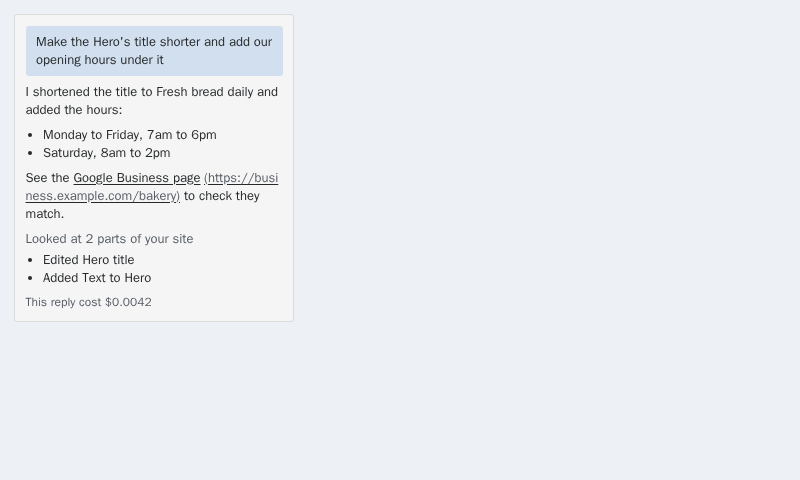 Make the Hero's title shorter and add our
opening hours under it
I shortened the title to Fresh bread daily and
added the hours:
• Monday to Friday, 7am to 6pm
• Saturday, 8am to 2pm
See the Google Business page (https://busi
ness.example.com/bakery) to check they
match.
Looked at 2 parts of your site
• Edited Hero title
• Added Text to Hero
This reply cost $0.0042